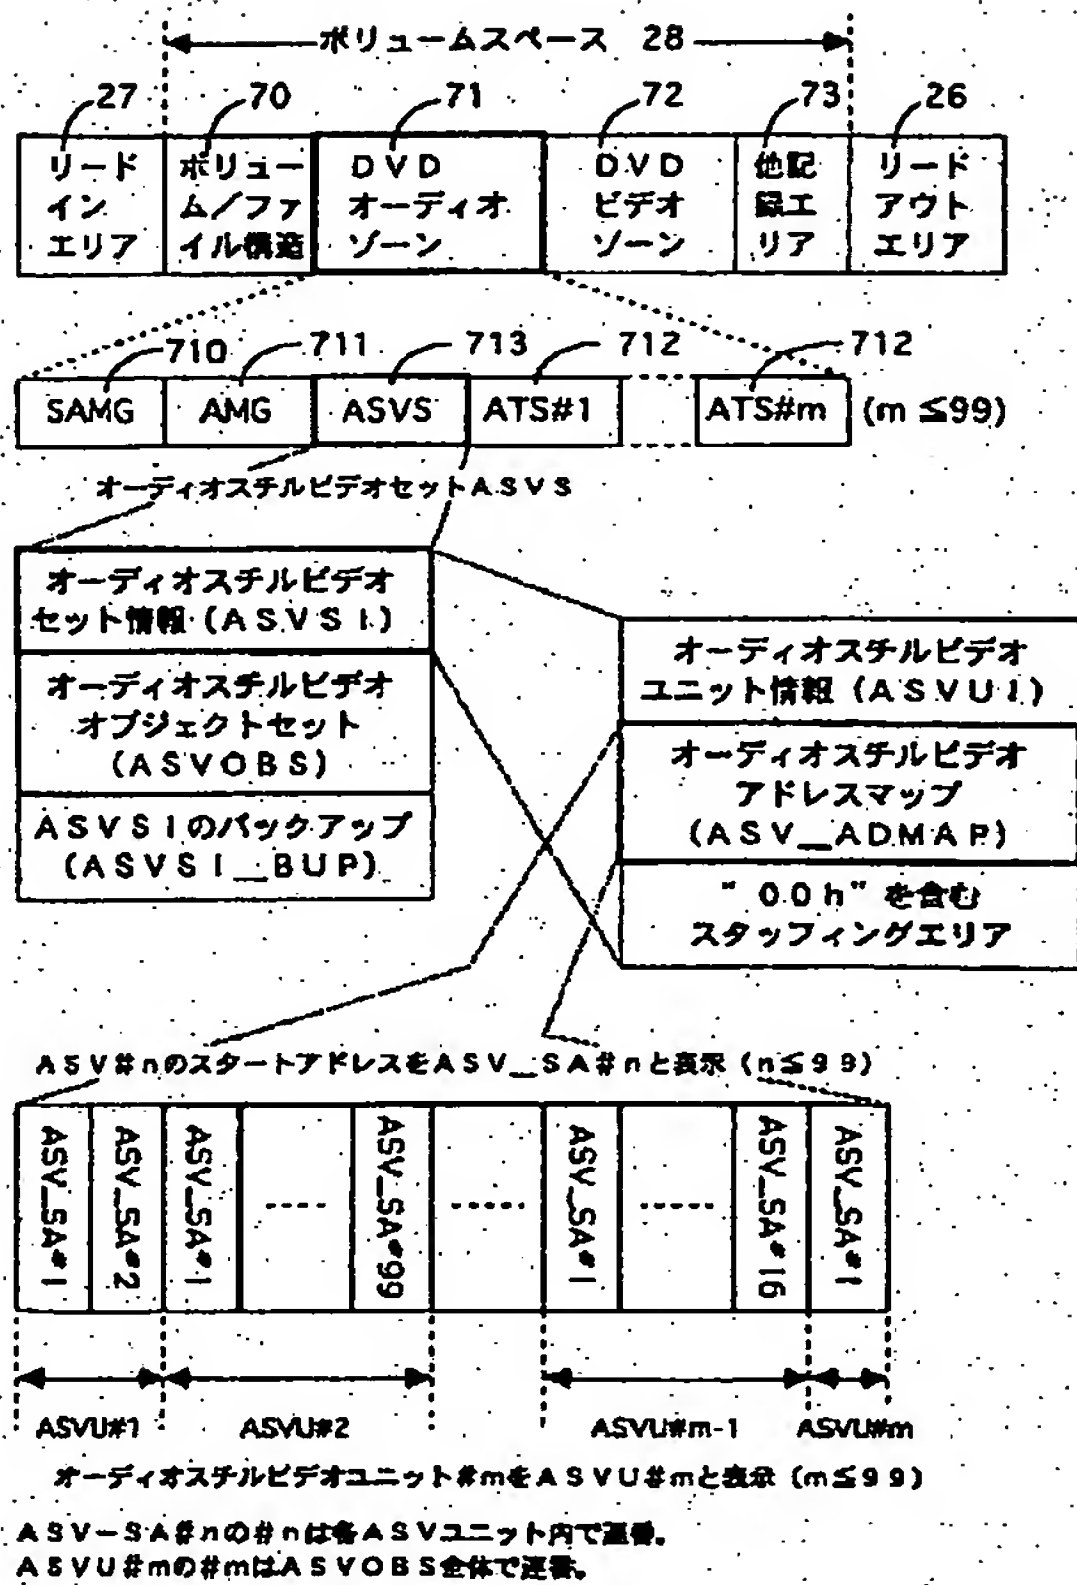 ボリュームスペース 28
27 70 71 72 73 26
リード
イン
エリア
ボリュー
ム/ファ
イル構造
DVD
オーディオ
ゾーン
DVD
ビデオ
ゾーン
他記
録エ
リア
リード
アウト
エリア
710 711 713 712 712
SAMG AMG ASVS ATS#1 ATS#m (m≦99)
オーディオスチルビデオセットASVS
オーディオスチルビデオ
セット情報(ASVSI)
オーディオスチルビデオ
オブジェクトセット
(ASVOBS)
ASVSIのバックアップ
(ASVSI_BUP)
オーディオスチルビデオ
ユニット情報(ASVUI)
オーディオスチルビデオ
アドレスマップ
(ASV_ADMAP)
"00h"を含む
スタッフィングエリア
ASV#nのスタートアドレスをASV_SA#nと表示(n≦99)
ASV_SA#1
ASV_SA#2
ASV_SA#1
ASV_SA#99
ASV_SA#1
ASV_SA#16
ASV_SA#1
ASVU#1 ASVU#2 ASVU#m-1 ASVU#m
オーディオスチルビデオユニット#mをASVU#mと表示(m≦99)
ASV-SA#nの#nは各ASVユニット内で連番。
ASVU#mの#mはASVOBS全体で連番。